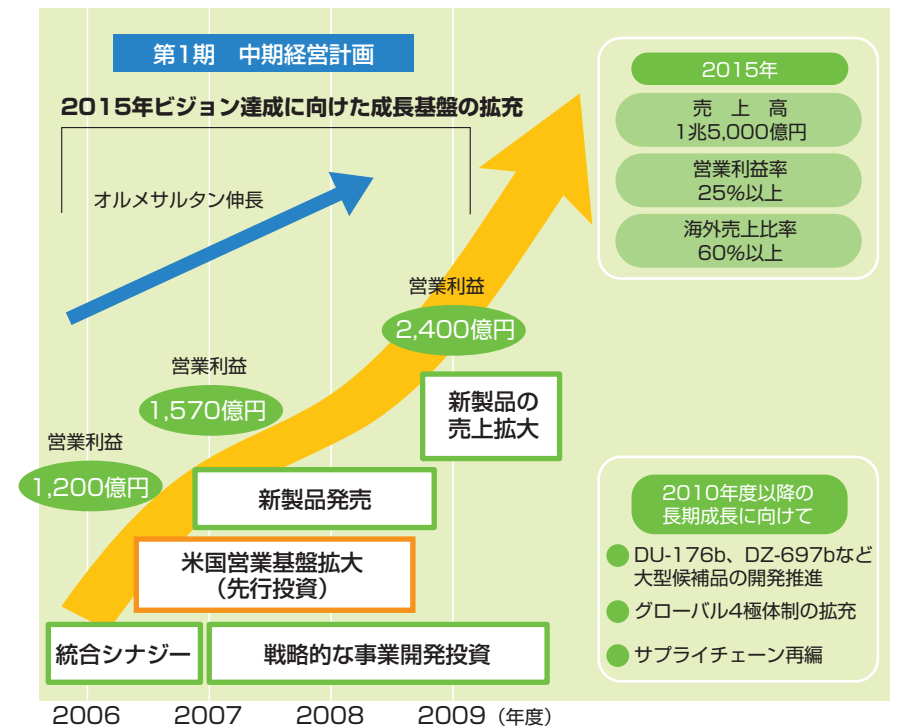 第1期　中期経営計画
2015年ビジョン達成に向けた成長基盤の拡充
オルメサルタン伸長
営業利益
2,400億円
営業利益
1,570億円
営業利益
1,200億円
新製品の
売上拡大
新製品発売
米国営業基盤拡大
（先行投資）
統合シナジー
戦略的な事業開発投資
2006
2007
2008
2009（年度）
2015年
売　上　高
1兆5,000億円
営業利益率
25%以上
海外売上比率
60%以上
2010年度以降の
長期成長に向けて
DU-176b、DZ-697bなど
大型候補品の開発推進
グローバル4極体制の拡充
サプライチェーン再編